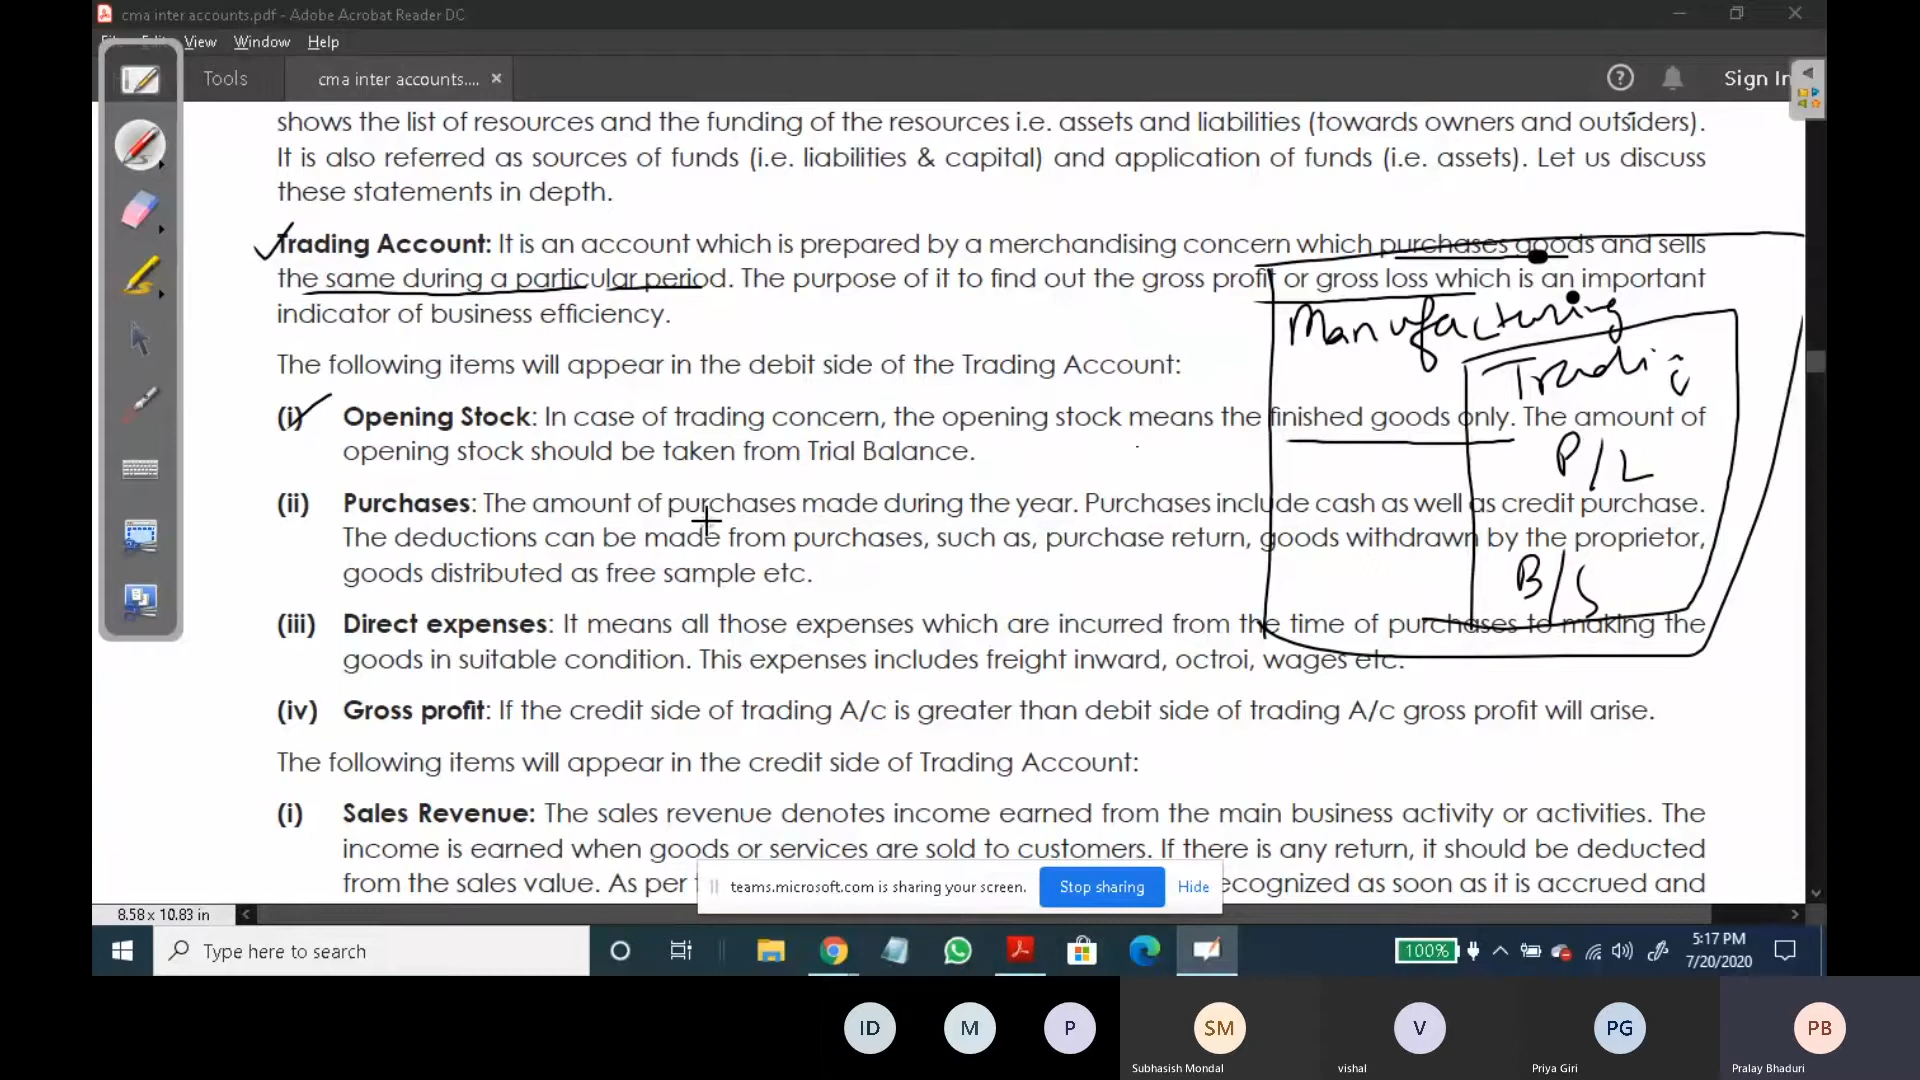 cma inter accounts.pdf - Adobe Acrobat Reader DC
View Window Help
Tools cma inter accounts.... × Sign In
shows the list of resources and the funding of the resources i.e. assets and liabilities (towards owners and outsiders).
It is also referred as sources of funds (i.e. liabilities & capital) and application of funds (i.e. assets). Let us discuss
these statements in depth.
Trading Account: It is an account which is prepared by a merchandising concern which purchases goods and sells
the same during a particular period. The purpose of it to find out the gross profit or gross loss which is an important
indicator of business efficiency.
Manufacturing
The following items will appear in the debit side of the Trading Account:
(i) Opening Stock: In case of trading concern, the opening stock means the finished goods only. The amount of
opening stock should be taken from Trial Balance.
P/L
(ii) Purchases: The amount of purchases made during the year. Purchases include cash as well as credit purchase.
The deductions can be made from purchases, such as, purchase return, goods withdrawn by the proprietor,
goods distributed as free sample etc.
B/S
(iii) Direct expenses: It means all those expenses which are incurred from the time of purchases to making the
goods in suitable condition. This expenses includes freight inward, octroi, wages etc.
(iv) Gross profit: If the credit side of trading A/c is greater than debit side of trading A/c gross profit will arise.
The following items will appear in the credit side of Trading Account:
(i) Sales Revenue: The sales revenue denotes income earned from the main business activity or activities. The
income is earned when goods or services are sold to customers. If there is any return, it should be deducted
from the sales value. As per ecognized as soon as it is accrued and
teams.microsoft.com is sharing your screen. Stop sharing Hide
8.58 x 10.83 in
Type here to search
100%
5:17 PM
7/20/2020
ID M P SM V PG PB
Subhasish Mondal vishal Priya Giri Pralay Bhaduri